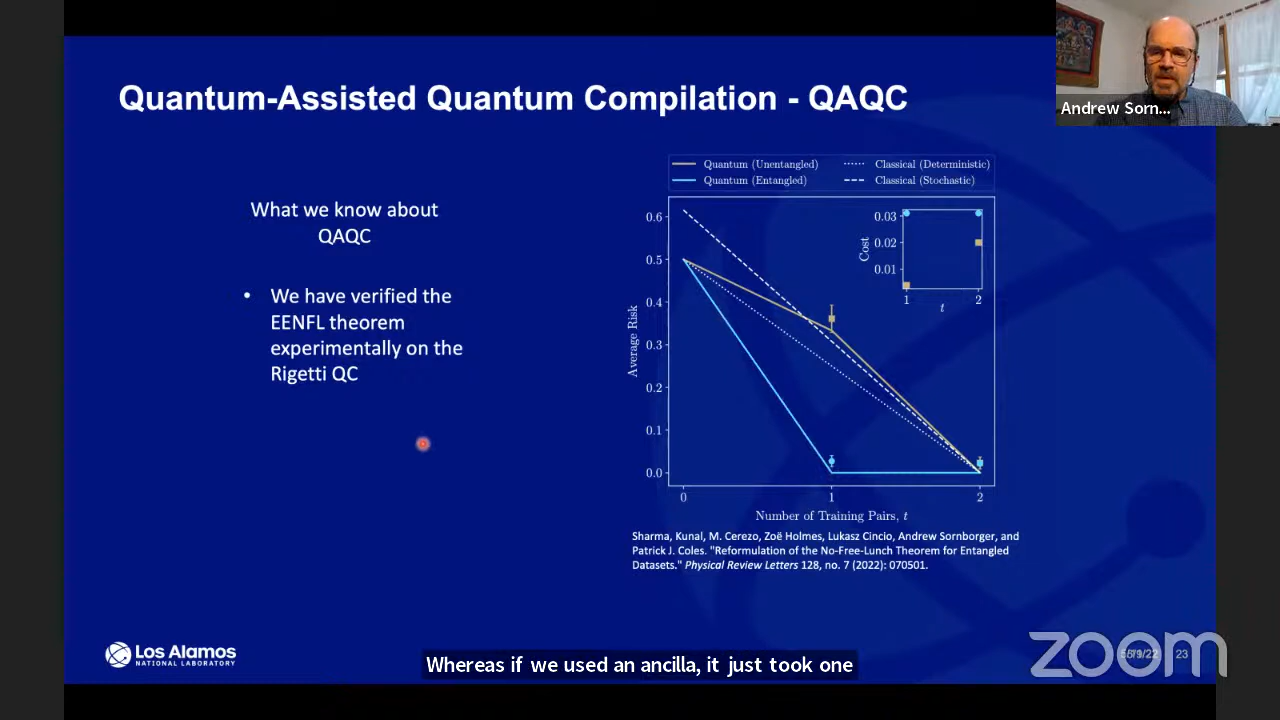 Andrew Sorn...
Quantum-Assisted Quantum Compilation - QAQC
What we know about
QAQC
• We have verified the
EENFL theorem
experimentally on the
Rigetti QC
Quantum (Unentangled)
Quantum (Entangled)
Classical (Deterministic)
Classical (Stochastic)
Average Risk
0.6
0.5
0.4
0.3
0.2
0.1
0.0
0
1
2
Number of Training Pairs, t
Cost
0.03
0.02
0.01
1
2
t
Sharma, Kunal, M. Cerezo, Zoë Holmes, Lukasz Cincio, Andrew Sornborger, and
Patrick J. Coles. "Reformulation of the No-Free-Lunch Theorem for Entangled
Datasets." Physical Review Letters 128, no. 7 (2022): 070501.
Los Alamos
NATIONAL LABORATORY
Whereas if we used an ancilla, it just took one
zoom
23